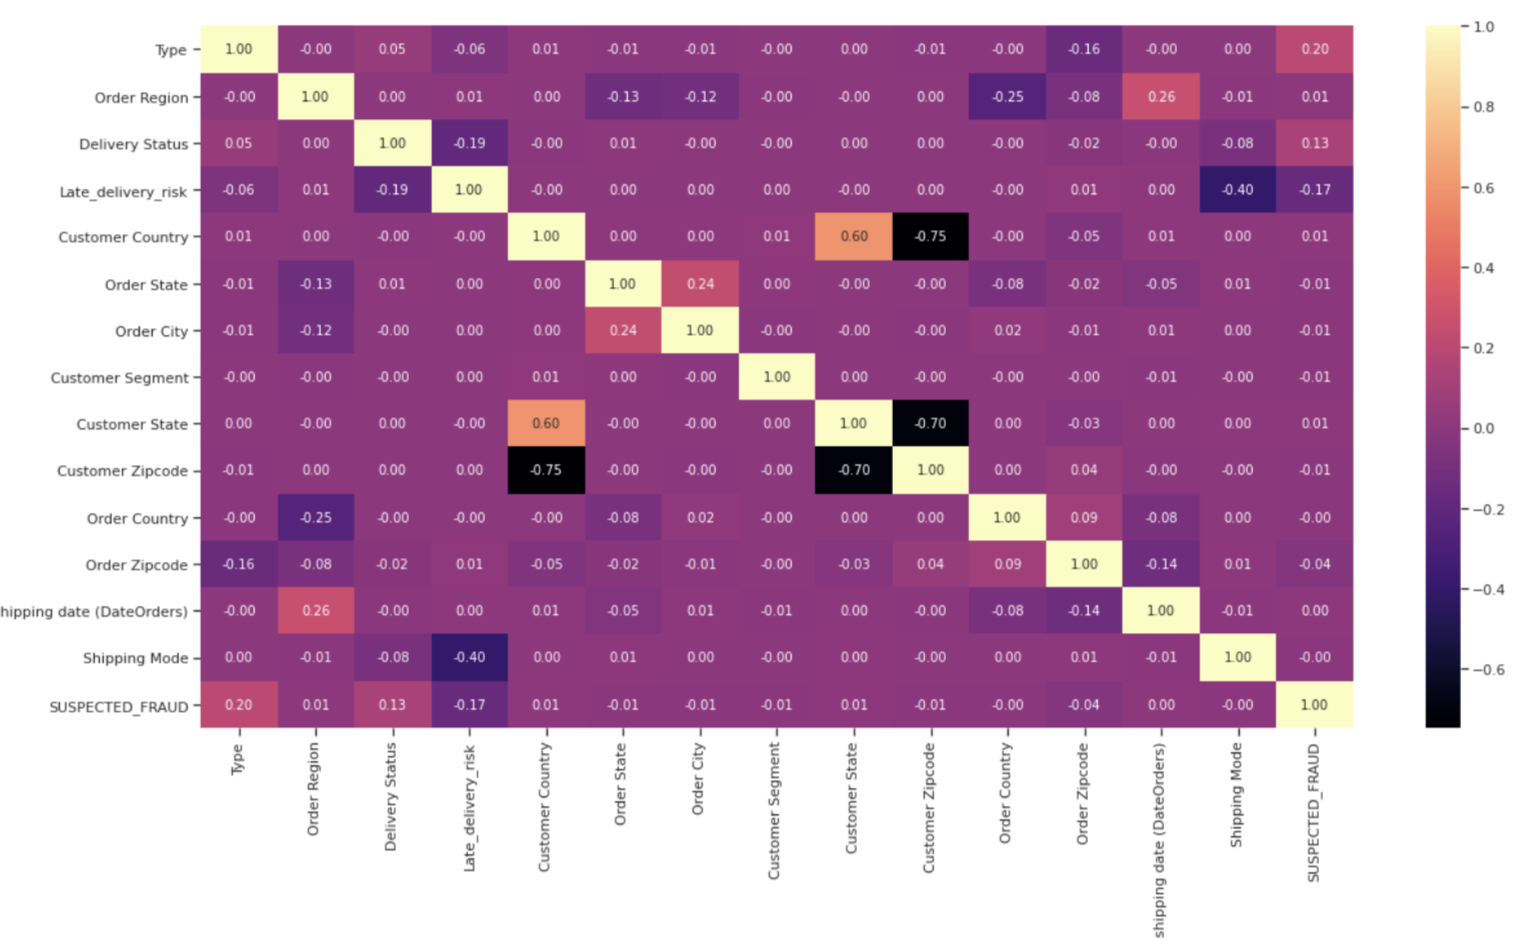 Type 1.00 -0.00 0.05 -0.06 0.01 -0.01 -0.01 -0.00 0.00 -0.01 -0.00 -0.16 -0.00 0.00 0.20
Order Region -0.00 1.00 0.00 0.01 0.00 -0.13 -0.12 -0.00 -0.00 0.00 -0.25 -0.08 0.26 -0.01 0.01
Delivery Status 0.05 0.00 1.00 -0.19 -0.00 0.01 -0.00 -0.00 0.00 0.00 -0.00 -0.02 -0.00 -0.08 0.13
Late_delivery_risk -0.06 0.01 -0.19 1.00 -0.00 0.00 0.00 0.00 -0.00 0.00 -0.00 0.01 0.00 -0.40 -0.17
Customer Country 0.01 0.00 -0.00 -0.00 1.00 0.00 0.00 0.01 0.60 -0.75 -0.00 -0.05 0.01 0.00 0.01
Order State -0.01 -0.13 0.01 0.00 0.00 1.00 0.24 0.00 -0.00 -0.00 -0.08 -0.02 -0.05 0.01 -0.01
Order City -0.01 -0.12 -0.00 0.00 0.00 0.24 1.00 -0.00 -0.00 -0.00 0.02 -0.01 0.01 0.00 -0.01
Customer Segment -0.00 -0.00 -0.00 0.00 0.01 0.00 -0.00 1.00 0.00 -0.00 -0.00 -0.00 -0.01 -0.00 -0.01
Customer State 0.00 -0.00 0.00 -0.00 0.60 -0.00 -0.00 0.00 1.00 -0.70 0.00 -0.03 0.00 0.00 0.01
Customer Zipcode -0.01 0.00 0.00 0.00 -0.75 -0.00 -0.00 -0.00 -0.70 1.00 0.00 0.04 -0.00 -0.00 -0.01
Order Country -0.00 -0.25 -0.00 -0.00 -0.00 -0.08 0.02 -0.00 0.00 0.00 1.00 0.09 -0.08 0.00 -0.00
Order Zipcode -0.16 -0.08 -0.02 0.01 -0.05 -0.02 -0.01 -0.00 -0.03 0.04 0.09 1.00 -0.14 0.01 -0.04
hipping date (DateOrders) -0.00 0.26 -0.00 0.00 0.01 -0.05 0.01 -0.01 0.00 -0.00 -0.08 -0.14 1.00 -0.01 0.00
Shipping Mode 0.00 -0.01 -0.08 -0.40 0.00 0.01 0.00 -0.00 0.00 -0.00 0.00 0.01 -0.01 1.00 -0.00
SUSPECTED_FRAUD 0.20 0.01 0.13 -0.17 0.01 -0.01 -0.01 -0.01 0.01 -0.01 -0.00 -0.04 0.00 -0.00 1.00
Type
Order Region
Delivery Status
Late_delivery_risk
Customer Country
Order State
Order City
Customer Segment
Customer State
Customer Zipcode
Order Country
Order Zipcode
shipping date (DateOrders)
Shipping Mode
SUSPECTED_FRAUD
1.0
0.8
0.6
0.4
0.2
0.0
−0.2
−0.4
−0.6